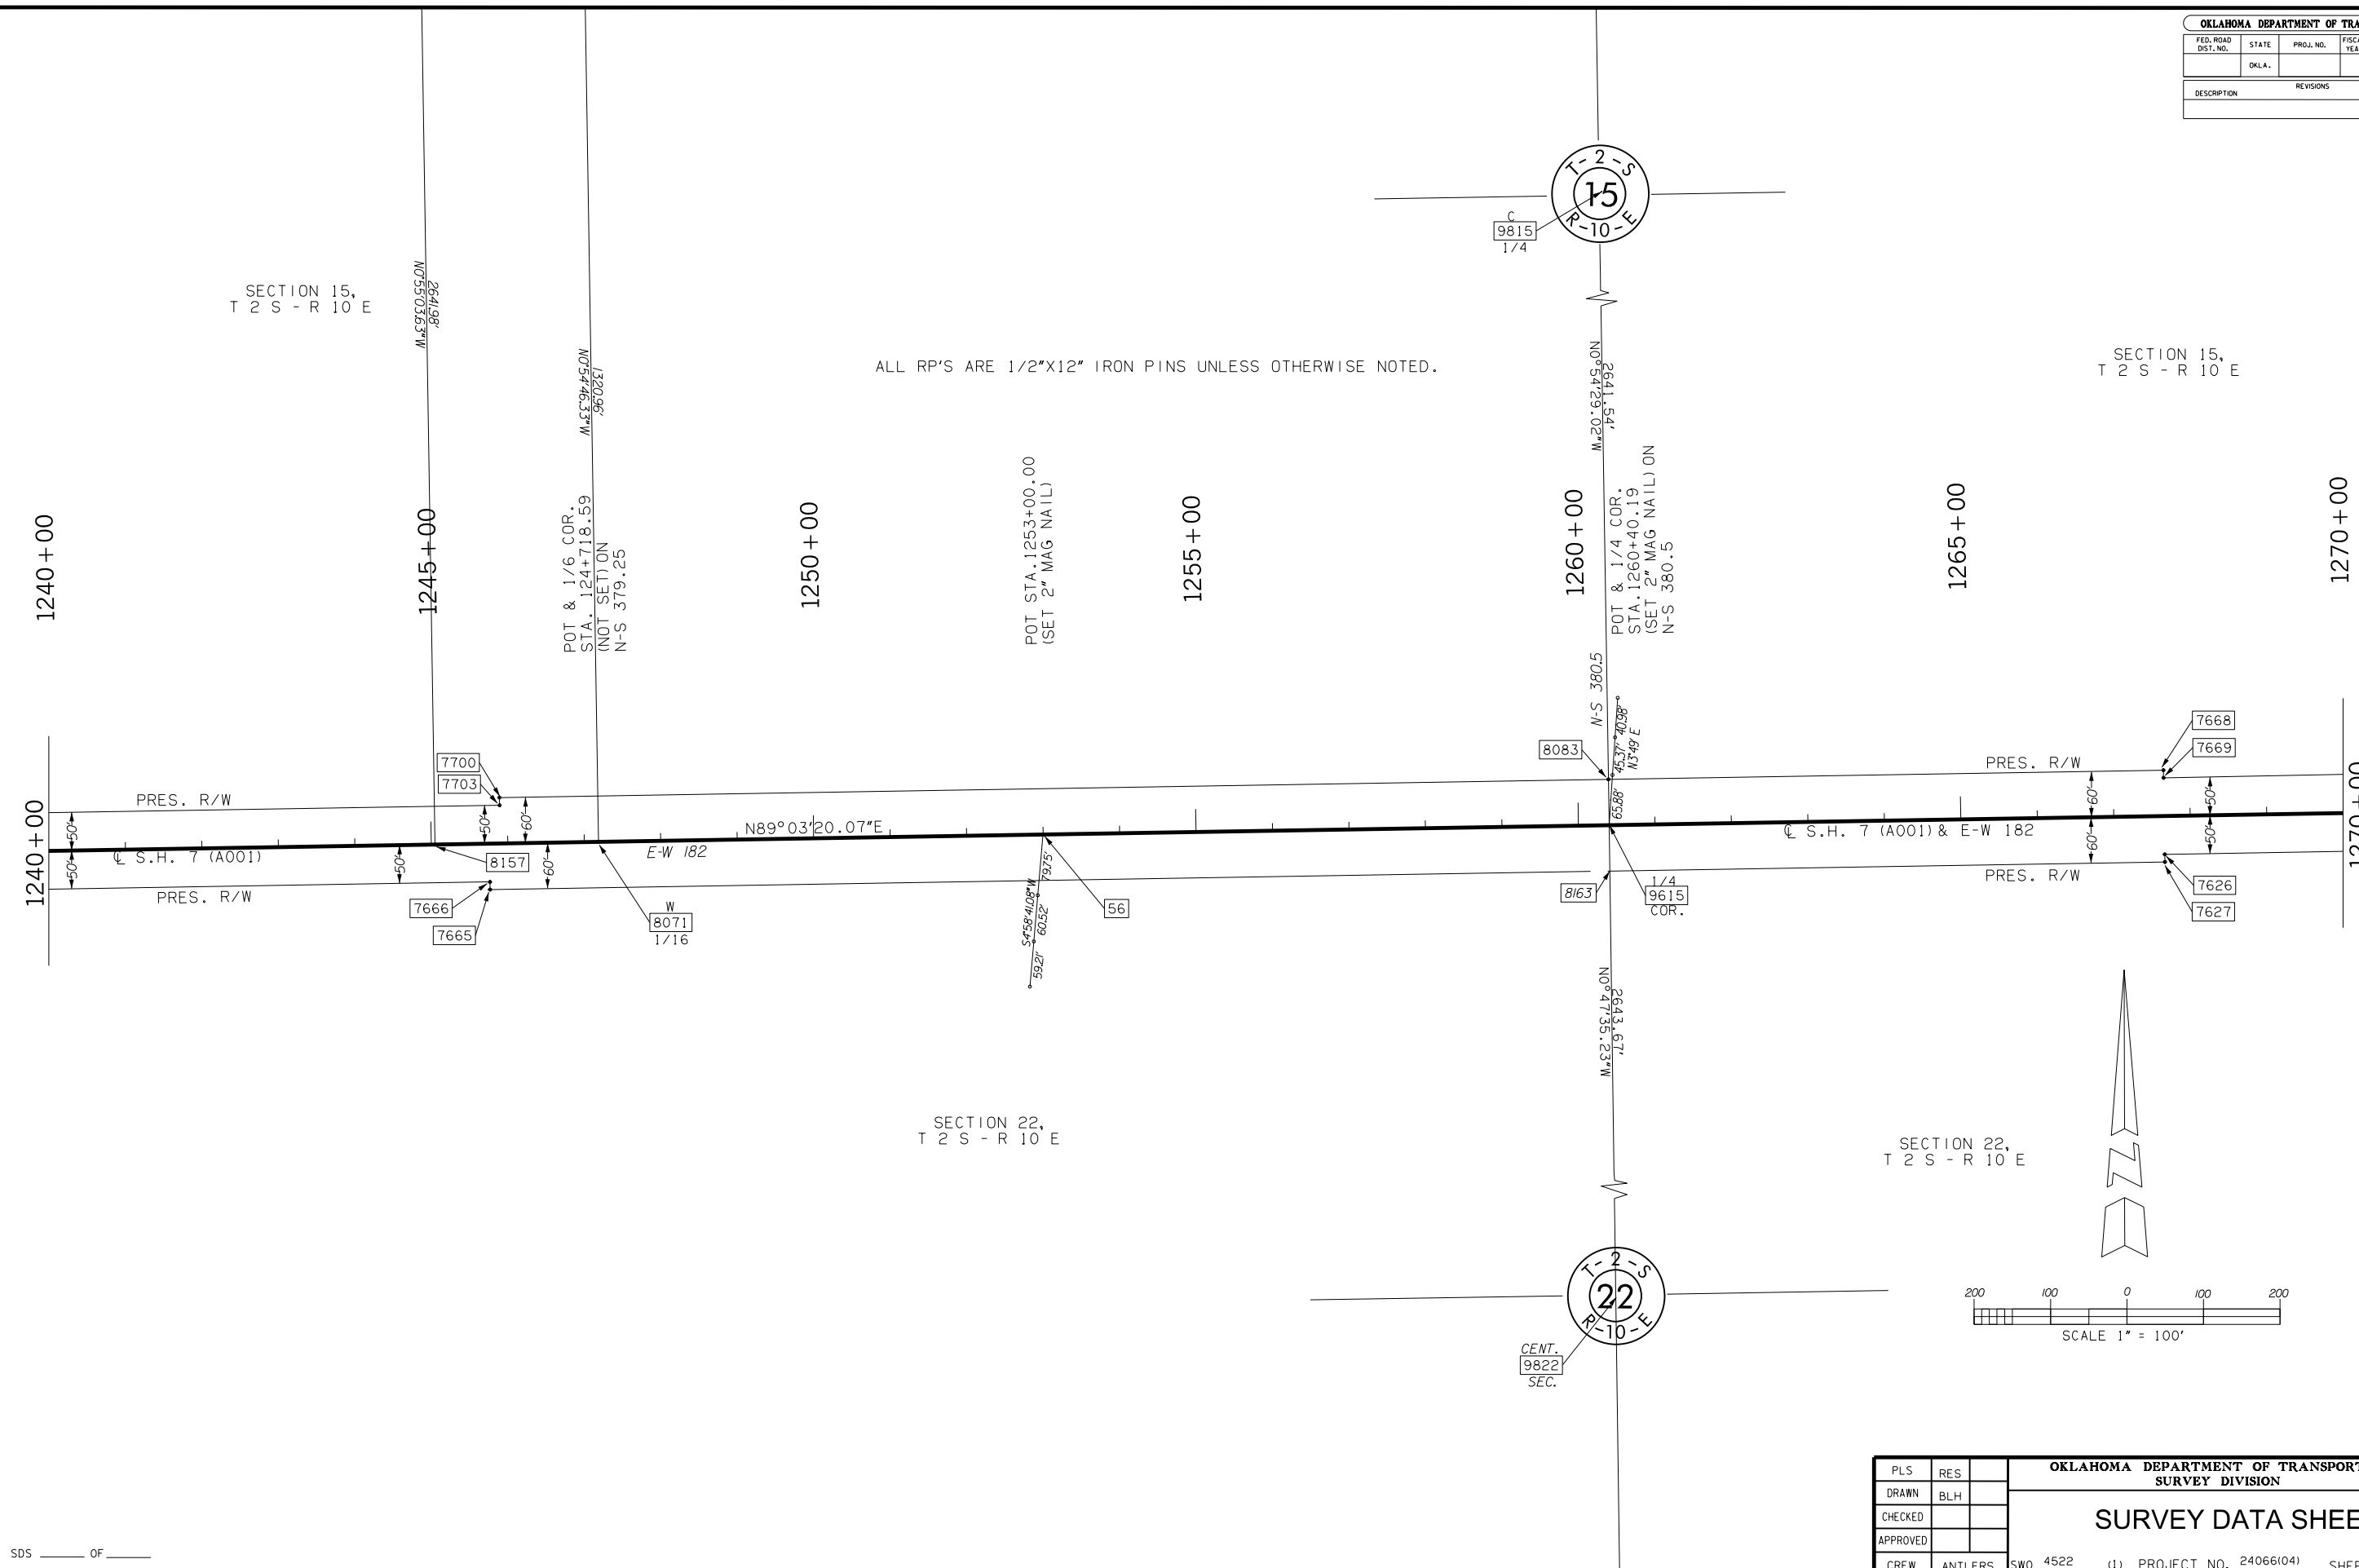 OKLAHOMA DEPARTMENT OF TRA
FED. ROAD DIST. NO.
STATE
PROJ. NO.
FISCA
YEA
OKLA.
REVISIONS
DESCRIPTION
T-2-S
15
R-10-E
C
9815
1/4
SECTION 15,
T 2 S - R 10 E
N0°55'03.63"W
2641.98'
N0°54'46.33"W
1320.96'
ALL RP'S ARE 1/2"X12" IRON PINS UNLESS OTHERWISE NOTED.
N0°54'29.02"W
2641.54'
SECTION 15,
T 2 S - R 10 E
1240+00
1245+00
POT & 1/6 COR.
STA. 124+718.59
(NOT SET) ON
N-S 379.25
1250+00
POT STA.1253+00.00
(SET 2" MAG NAIL)
1255+00
1260+00
POT & 1/4 COR.
STA.1260+40.19
(SET 2" MAG NAIL) ON
N-S 380.5
1265+00
1270+00
N-S 380.5
40.98'
45.37'
N3°49' E
65.88'
7700
7703
8083
7668
7669
PRES. R/W
PRES. R/W
1240+00
50'
50'
50'
60'
50'
60'
60'
60'
50'
50'
1270+00
℄ S.H. 7 (A001)
N89°03'20.07"E
E-W 182
℄ S.H. 7 (A001) & E-W 182
8157
PRES. R/W
PRES. R/W
7666
7665
W
8071
1/16
79.75'
S4°58'41.08"W
60.52'
59.21'
56
8163
1/4
9615
COR.
7626
7627
N0°47'35.23"W
2643.67'
SECTION 22,
T 2 S - R 10 E
SECTION 22,
T 2 S - R 10 E
N
T-2-S
22
R-10-E
CENT.
9822
SEC.
200 100 0 100 200
SCALE 1" = 100'
PLS RES
DRAWN BLH
CHECKED
APPROVED
CREW ANTLERS
OKLAHOMA DEPARTMENT OF TRANSPORT
SURVEY DIVISION
SURVEY DATA SHEE
SWO 4522 (1) PROJECT NO. 24066(04) SHEE
SDS ____ OF ____